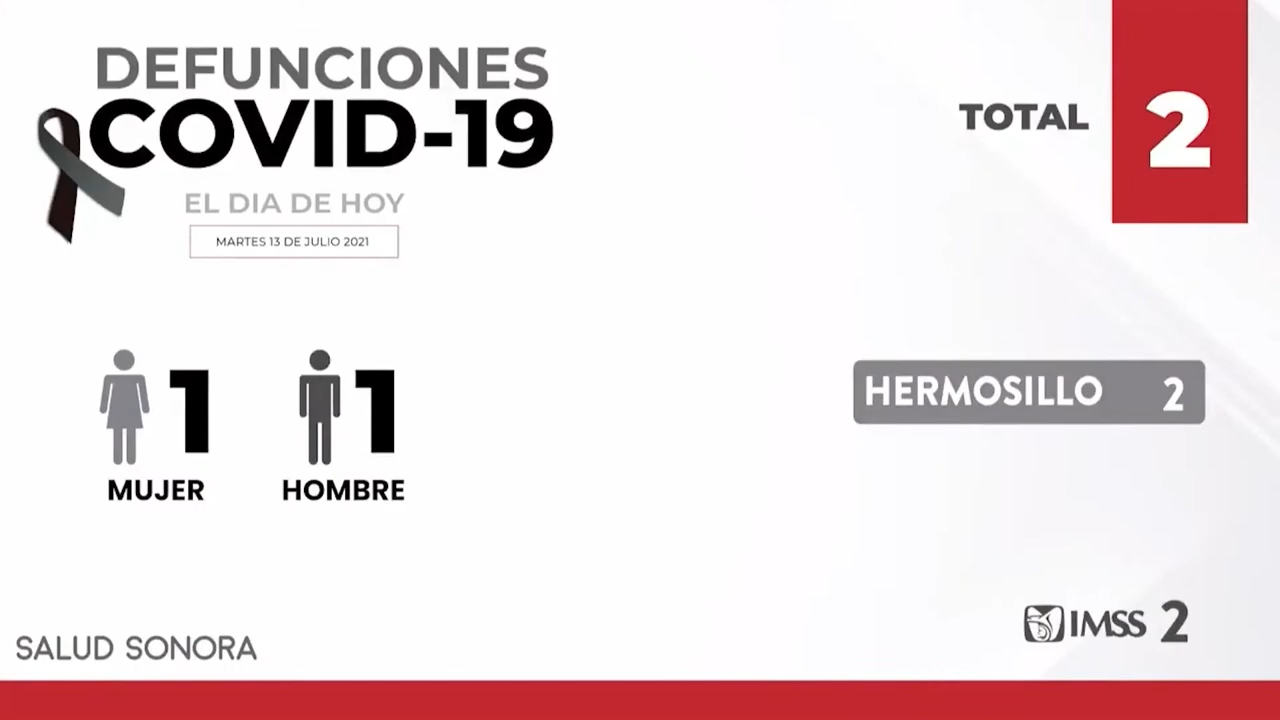 DEFUNCIONES
COVID-19
EL DIA DE HOY
MARTES 13 DE JULIO 2021
TOTAL 2
1 MUJER
1 HOMBRE
HERMOSILLO 2
IMSS 2
SALUD SONORA